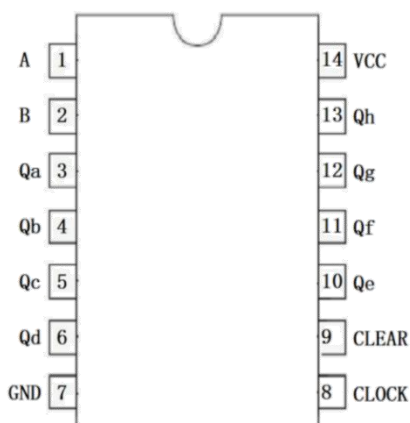 A 1 14 VCC
B 2 13 Qh
Qa 3 12 Qg
Qb 4 11 Qf
Qc 5 10 Qe
Qd 6 9 CLEAR
GND 7 8 CLOCK